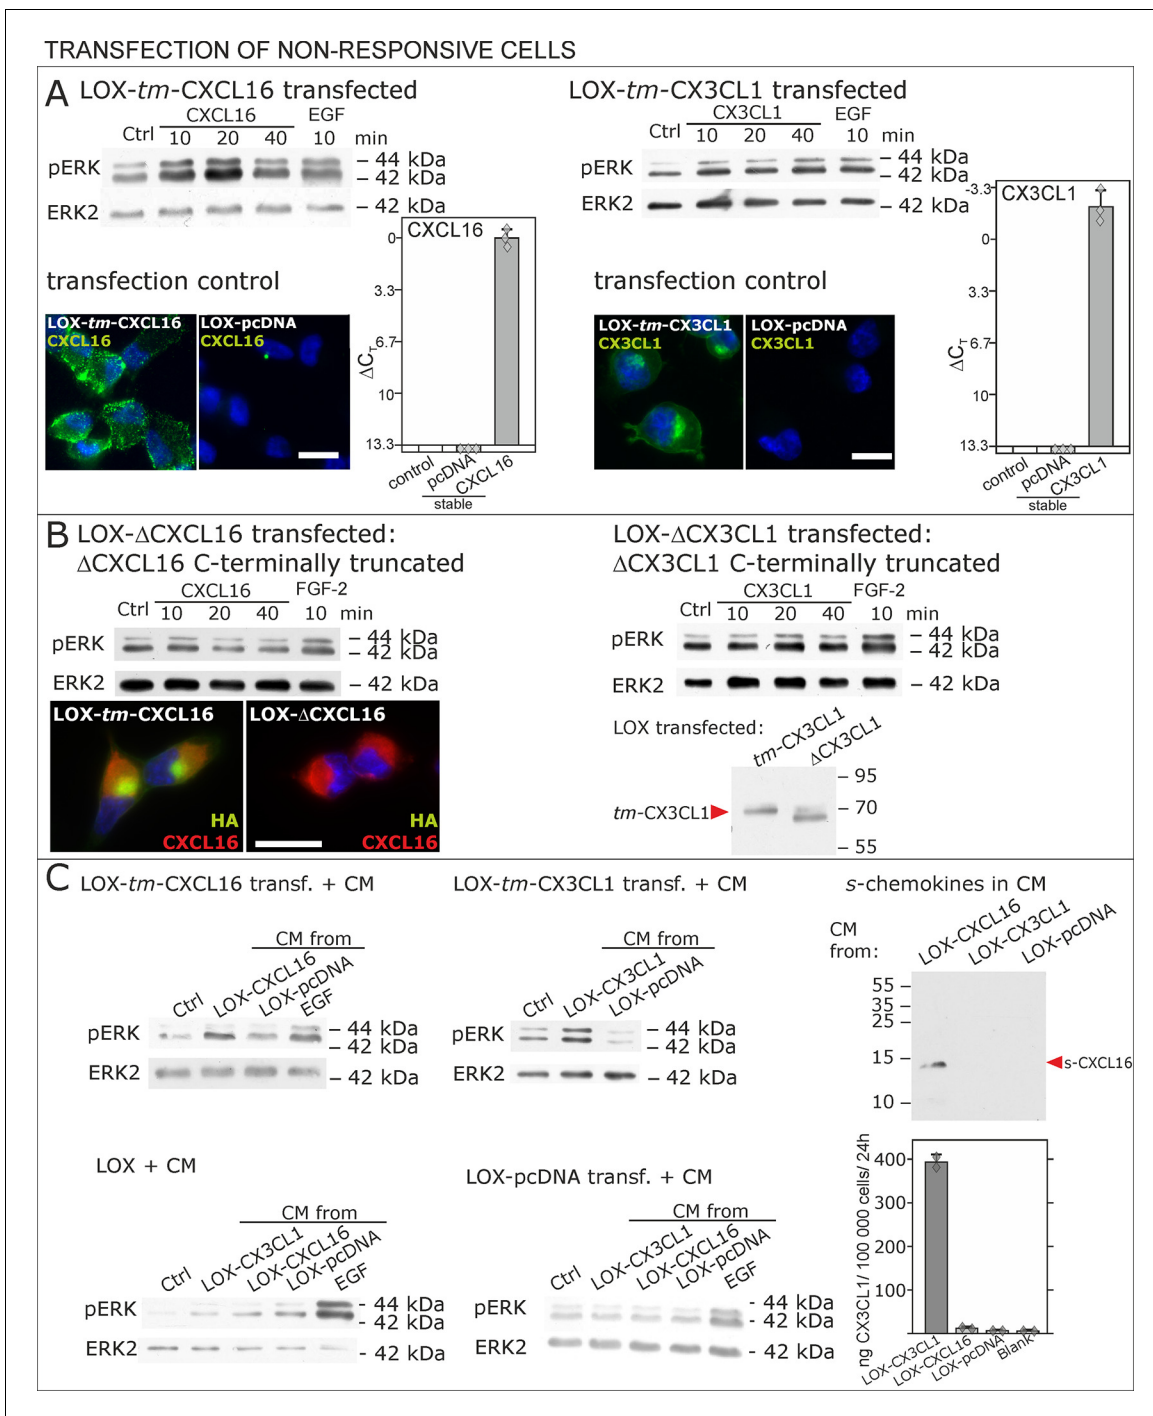 TRANSFECTION OF NON-RESPONSIVE CELLS
A
LOX-tm-CXCL16 transfected
CXCL16
EGF
Ctrl 10 20 40 10 min
pERK
– 44 kDa
– 42 kDa
ERK2
– 42 kDa
transfection control
LOX-tm-CXCL16
CXCL16
LOX-pcDNA
CXCL16
CXCL16
0
3.3
6.7
10
13.3
ΔCT
control
pcDNA
CXCL16
stable
LOX-tm-CX3CL1 transfected
CX3CL1
EGF
Ctrl 10 20 40 10 min
pERK
– 44 kDa
– 42 kDa
ERK2
– 42 kDa
transfection control
LOX-tm-CX3CL1
CX3CL1
LOX-pcDNA
CX3CL1
CX3CL1
-3.3
0
3.3
6.7
10
13.3
ΔCT
control
pcDNA
CX3CL1
stable
B
LOX-ΔCXCL16 transfected:
ΔCXCL16 C-terminally truncated
CXCL16
FGF-2
Ctrl 10 20 40 10 min
pERK
– 44 kDa
– 42 kDa
ERK2
– 42 kDa
LOX-tm-CXCL16
HA
CXCL16
LOX-ΔCXCL16
HA
CXCL16
LOX-ΔCX3CL1 transfected:
ΔCX3CL1 C-terminally truncated
CX3CL1
FGF-2
Ctrl 10 20 40 10 min
pERK
– 44 kDa
– 42 kDa
ERK2
– 42 kDa
LOX transfected:
tm-CX3CL1
ΔCX3CL1
– 95
tm-CX3CL1
– 70
– 55
C
LOX-tm-CXCL16 transf. + CM
CM from
Ctrl
LOX-CXCL16
LOX-pcDNA
EGF
pERK
– 44 kDa
– 42 kDa
ERK2
– 42 kDa
LOX-tm-CX3CL1 transf. + CM
CM from
Ctrl
LOX-CX3CL1
LOX-pcDNA
pERK
– 44 kDa
– 42 kDa
ERK2
– 42 kDa
s-chemokines in CM
CM
from:
LOX-CXCL16
LOX-CX3CL1
LOX-pcDNA
55 –
35 –
25 –
15 –
s-CXCL16
10 –
LOX + CM
CM from
Ctrl
LOX-CX3CL1
LOX-CXCL16
LOX-pcDNA
EGF
pERK
- 44 kDa
- 42 kDa
ERK2
- 42 kDa
LOX-pcDNA transf. + CM
CM from
Ctrl
LOX-CX3CL1
LOX-CXCL16
LOX-pcDNA
EGF
pERK
- 44 kDa
- 42 kDa
ERK2
- 42 kDa
ng CX3CL1/ 100 000 cells/ 24h
400
300
200
100
LOX-CX3CL1
LOX-CXCL16
LOX-pcDNA
Blank